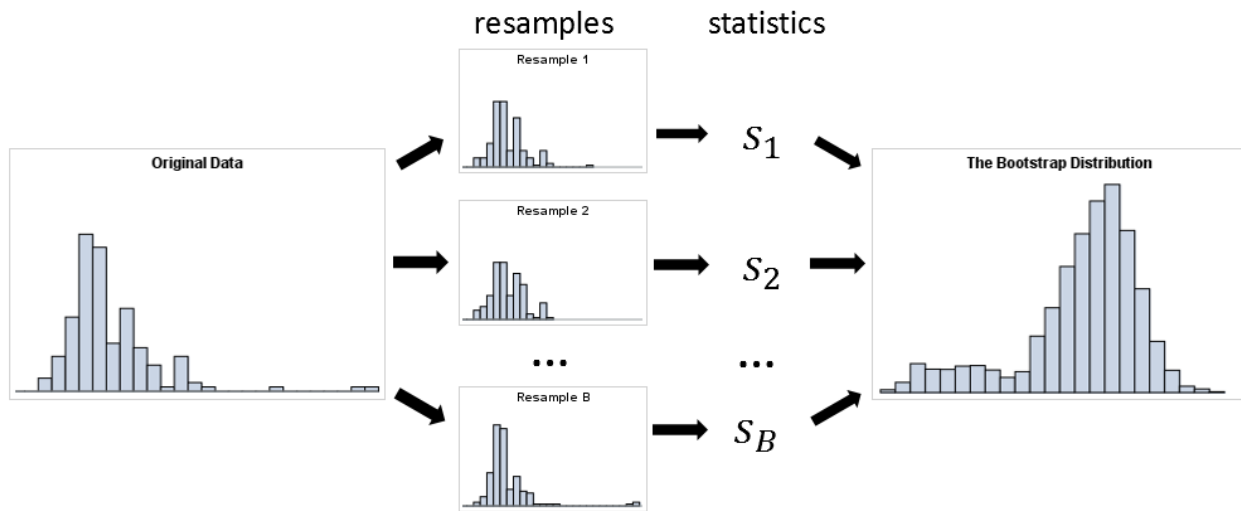 resamples
statistics
Original Data
Resample 1
Resample 2
...
Resample B
S1
S2
...
SB
The Bootstrap Distribution